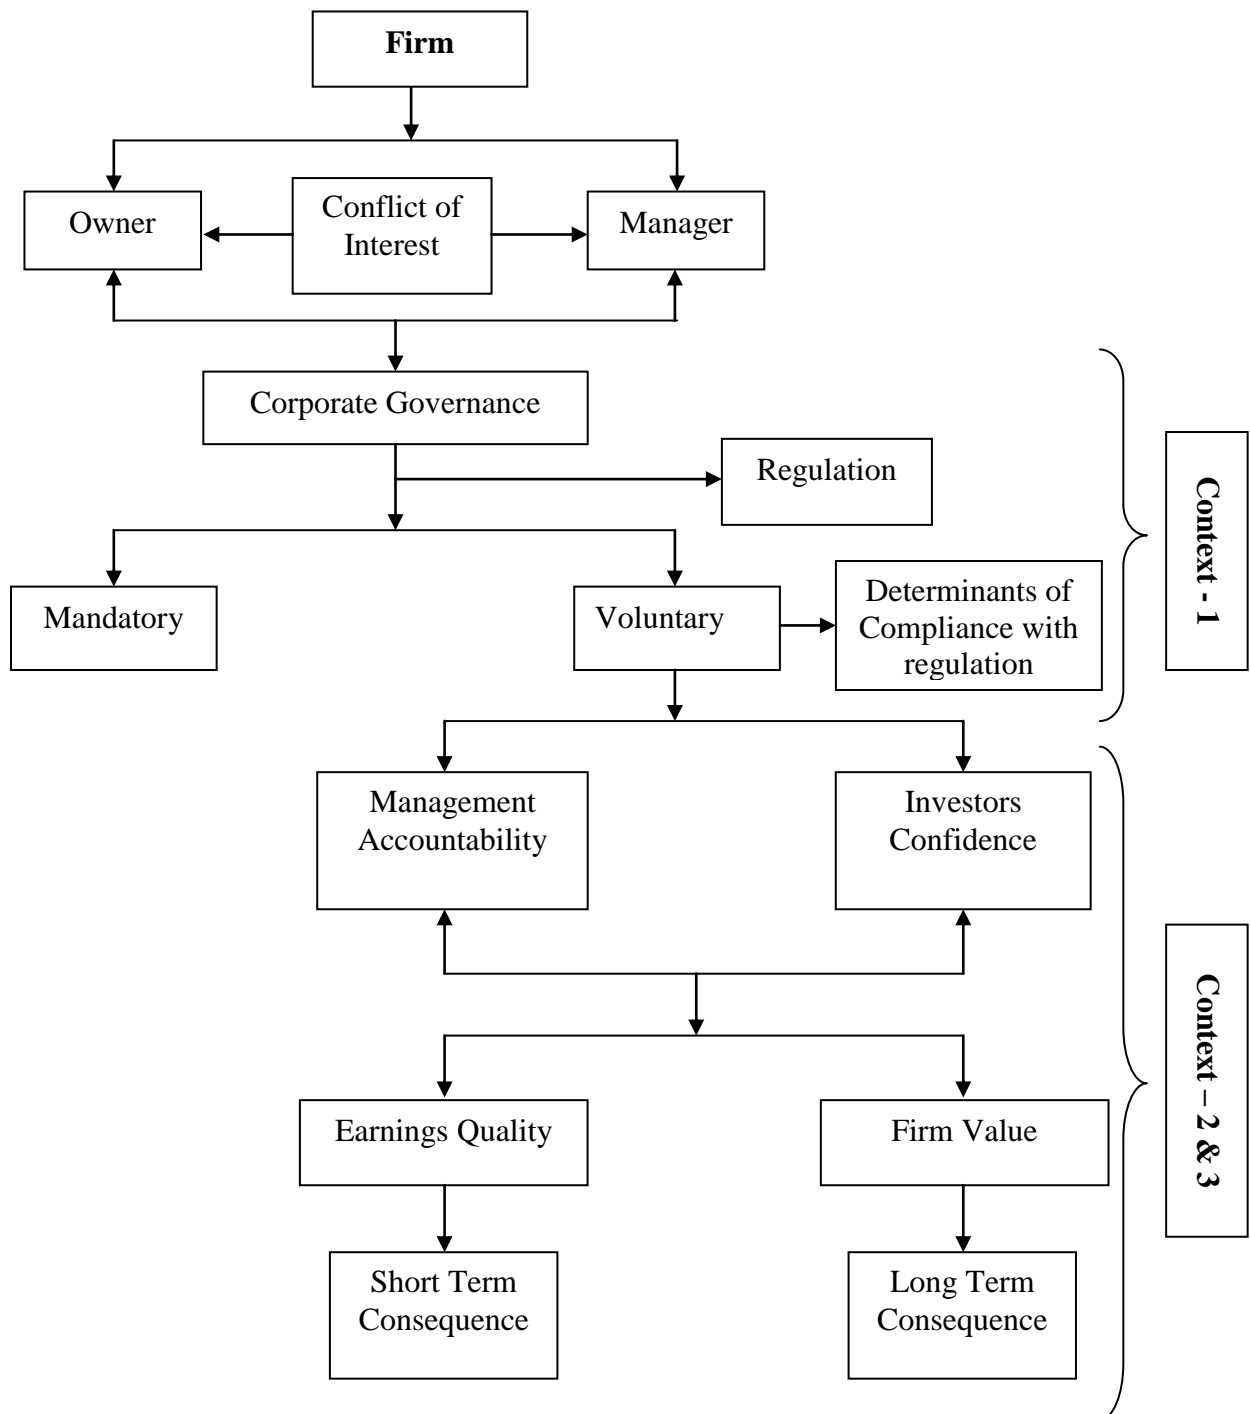 Firm
Owner
Conflict of
Interest
Manager
Corporate Governance
Regulation
Context - 1
Mandatory
Voluntary
Determinants of
Compliance with
regulation
Management
Accountability
Investors
Confidence
Context – 2 & 3
Earnings Quality
Firm Value
Short Term
Consequence
Long Term
Consequence